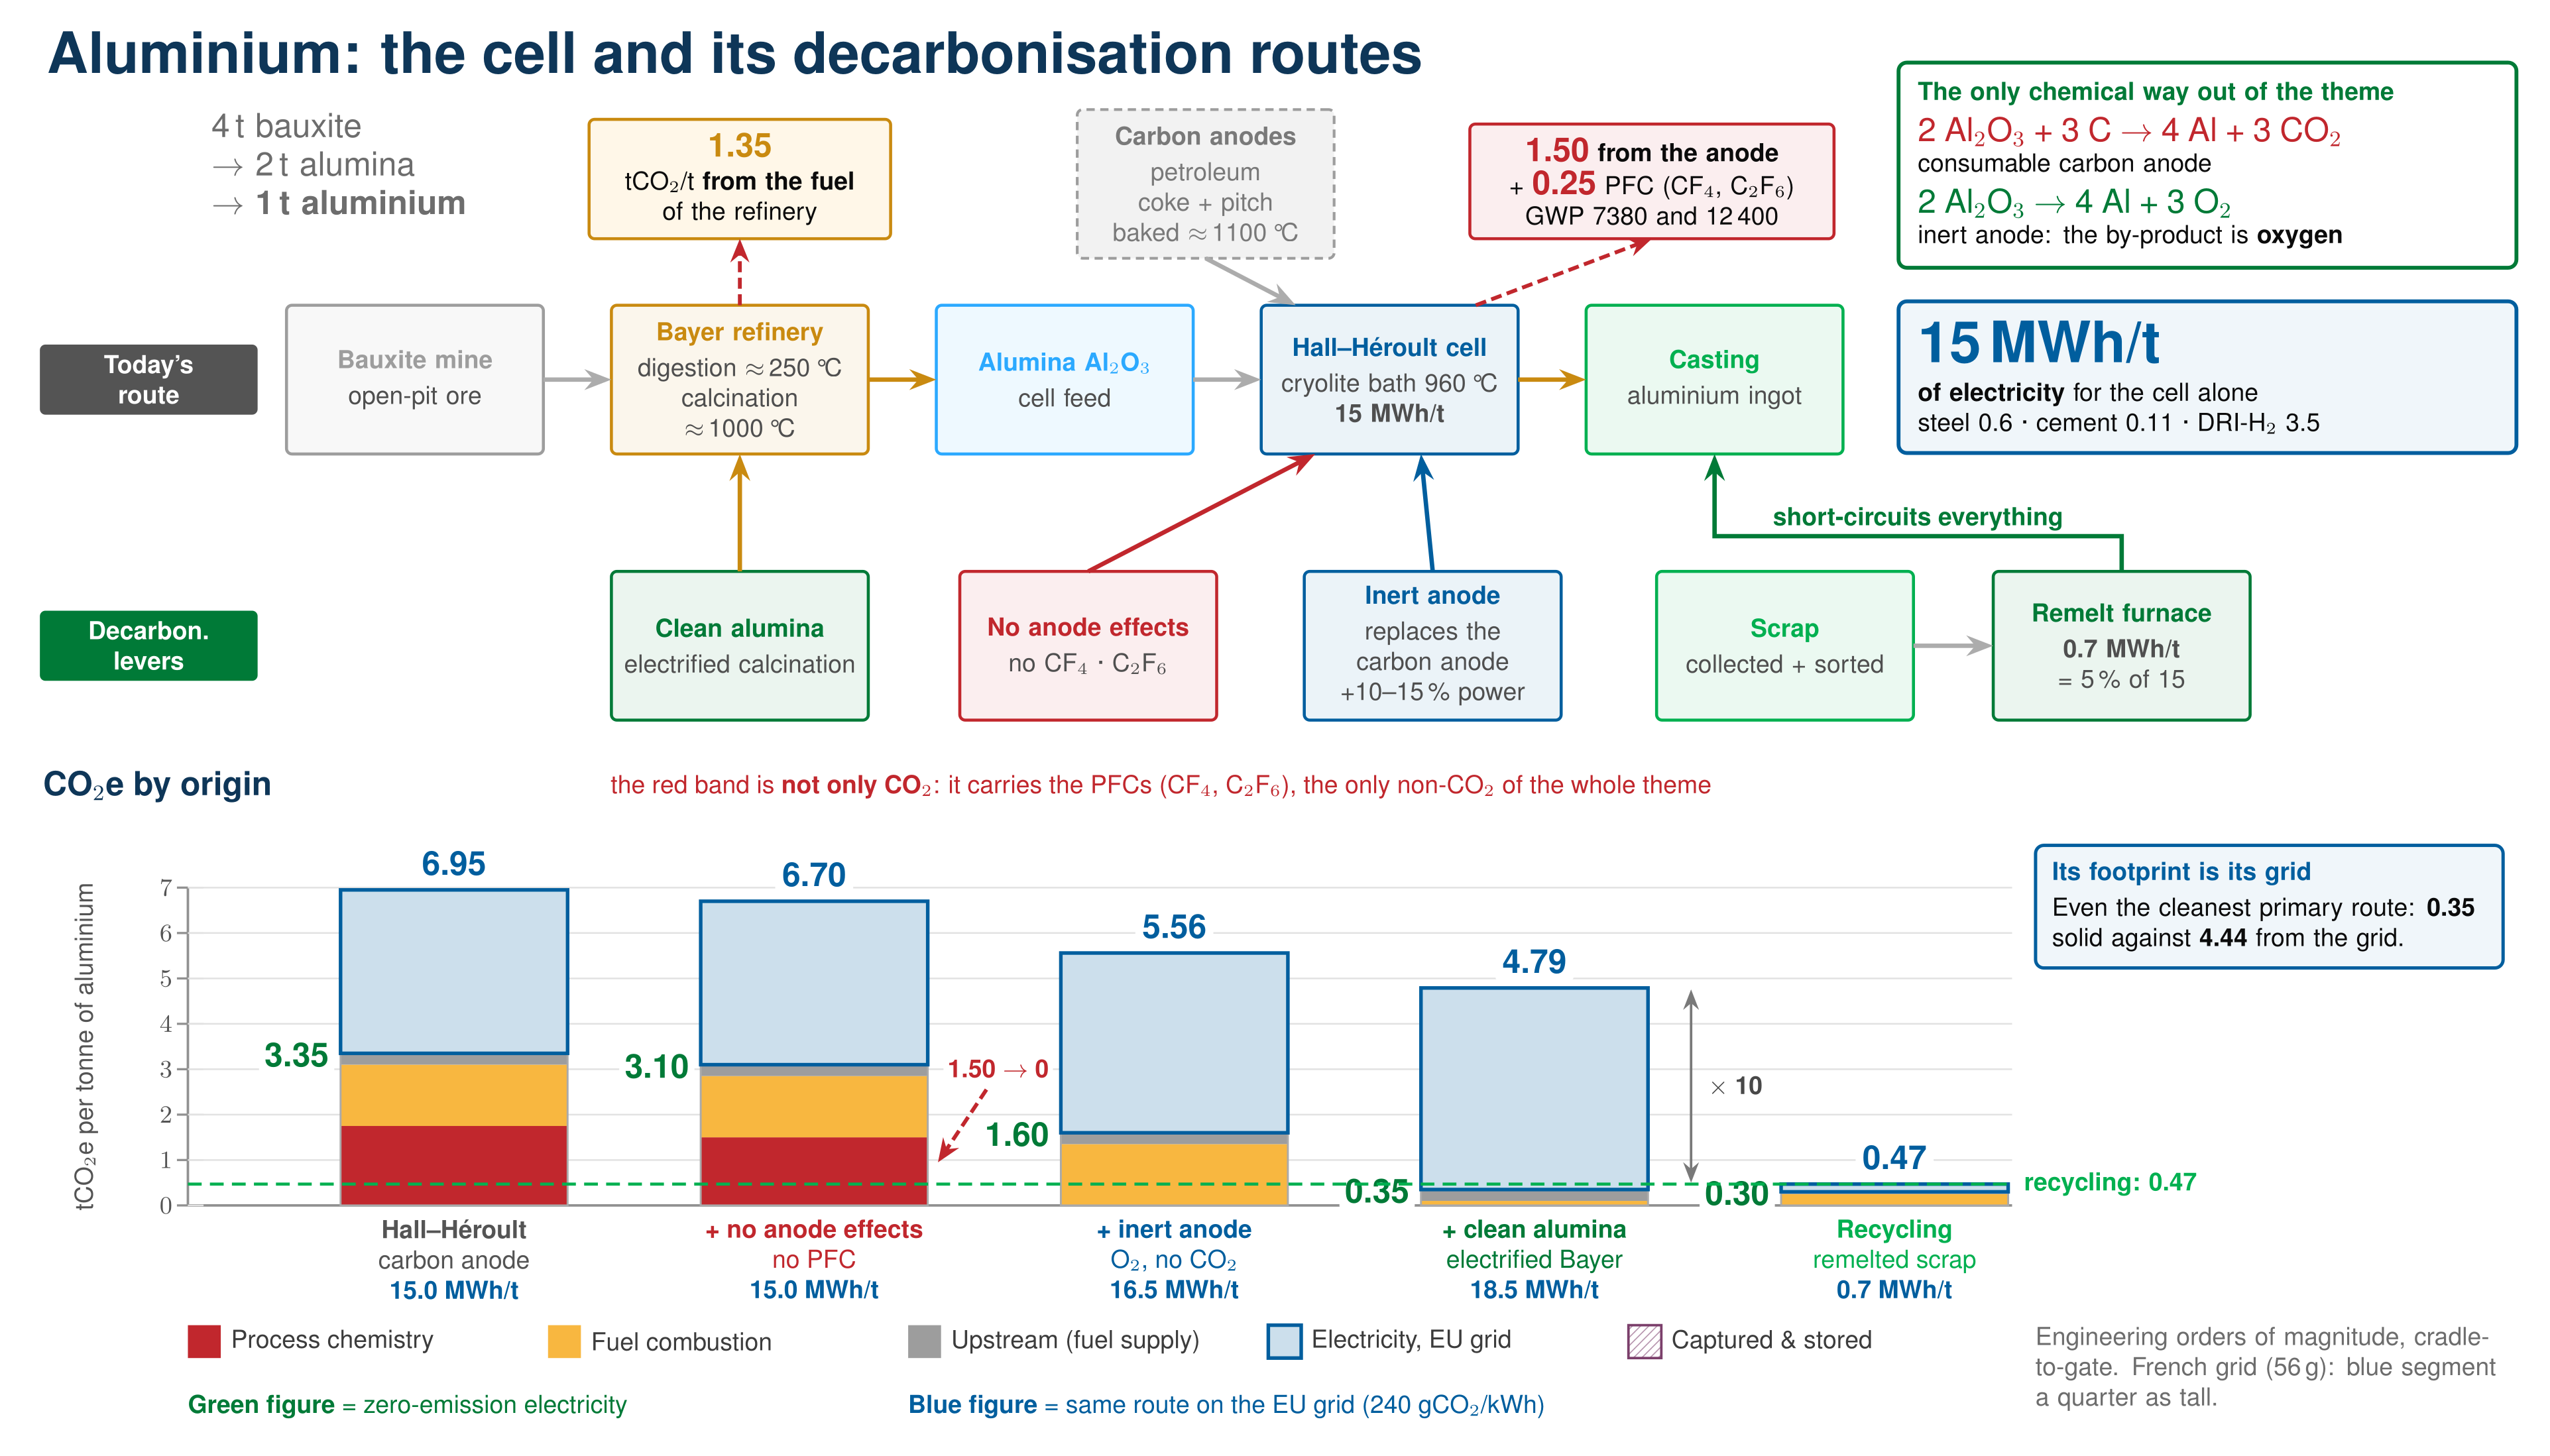 Aluminium: the cell and its decarbonisation routes
4 t bauxite
→ 2 t alumina
→ 1 t aluminium
1.35
tCO₂/t from the fuel
of the refinery
Carbon anodes
petroleum
coke + pitch
baked ≈ 1100 °C
1.50 from the anode
+ 0.25 PFC (CF₄, C₂F₆)
GWP 7380 and 12 400
The only chemical way out of the theme
2 Al₂O₃ + 3 C → 4 Al + 3 CO₂
consumable carbon anode
2 Al₂O₃ → 4 Al + 3 O₂
inert anode: the by-product is oxygen
Today's
route
Bauxite mine
open-pit ore
Bayer refinery
digestion ≈ 250 °C
calcination
≈ 1000 °C
Alumina Al₂O₃
cell feed
Hall–Héroult cell
cryolite bath 960 °C
15 MWh/t
Casting
aluminium ingot
15 MWh/t
of electricity for the cell alone
steel 0.6 · cement 0.11 · DRI-H₂ 3.5
short-circuits everything
Decarbon.
levers
Clean alumina
electrified calcination
No anode effects
no CF₄ · C₂F₆
Inert anode
replaces the
carbon anode
+10–15 % power
Scrap
collected + sorted
Remelt furnace
0.7 MWh/t
= 5 % of 15
CO₂e by origin
the red band is not only CO₂: it carries the PFCs (CF₄, C₂F₆), the only non-CO₂ of the whole theme
tCO₂e per tonne of aluminium
7
6
5
4
3
2
1
0
6.95
3.35
6.70
3.10
1.50 → 0
5.56
1.60
4.79
0.35
× 10
0.47
0.30
recycling: 0.47
Its footprint is its grid
Even the cleanest primary route: 0.35
solid against 4.44 from the grid.
Hall–Héroult
carbon anode
15.0 MWh/t
+ no anode effects
no PFC
15.0 MWh/t
+ inert anode
O₂, no CO₂
16.5 MWh/t
+ clean alumina
electrified Bayer
18.5 MWh/t
Recycling
remelted scrap
0.7 MWh/t
Process chemistry
Fuel combustion
Upstream (fuel supply)
Electricity, EU grid
Captured & stored
Green figure = zero-emission electricity
Blue figure = same route on the EU grid (240 gCO₂/kWh)
Engineering orders of magnitude, cradle-
to-gate. French grid (56 g): blue segment
a quarter as tall.